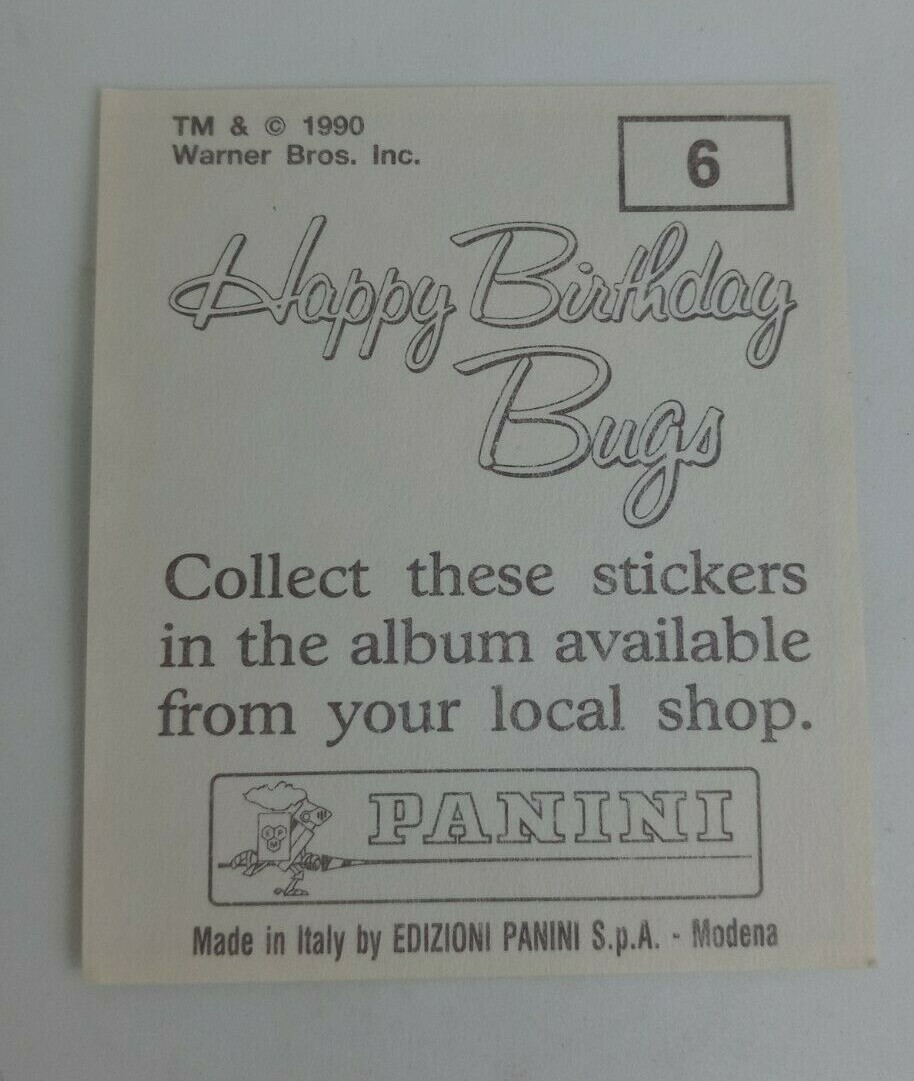 TM & © 1990
Warner Bros. Inc.
6
Happy Birthday
Bugs
Collect these stickers
in the album available
from your local shop.
PANINI
Made in Italy by EDIZIONI PANINI S.p.A. - Modena